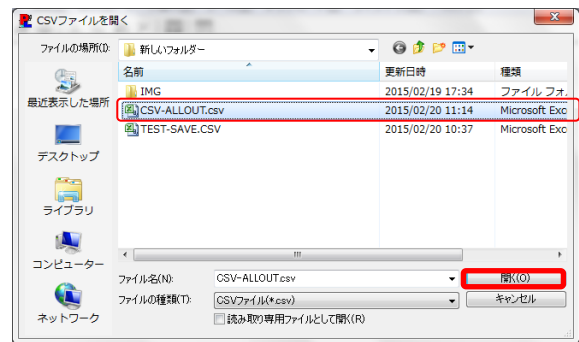 CSVファイルを開く
ファイルの場所(I):
新しいフォルダー
名前 更新日時 種類
IMG 2015/02/19 17:34 ファイル フォ.
CSV-ALLOUT.csv 2015/02/20 11:14 Microsoft Exc
TEST-SAVE.CSV 2015/02/20 10:37 Microsoft Exc
最近表示した場所
デスクトップ
ライブラリ
コンピューター
ネットワーク
ファイル名(N): CSV-ALLOUT.csv 開く(O)
ファイルの種類(T): CSVファイル(*.csv) キャンセル
読み取り専用ファイルとして開く(R)